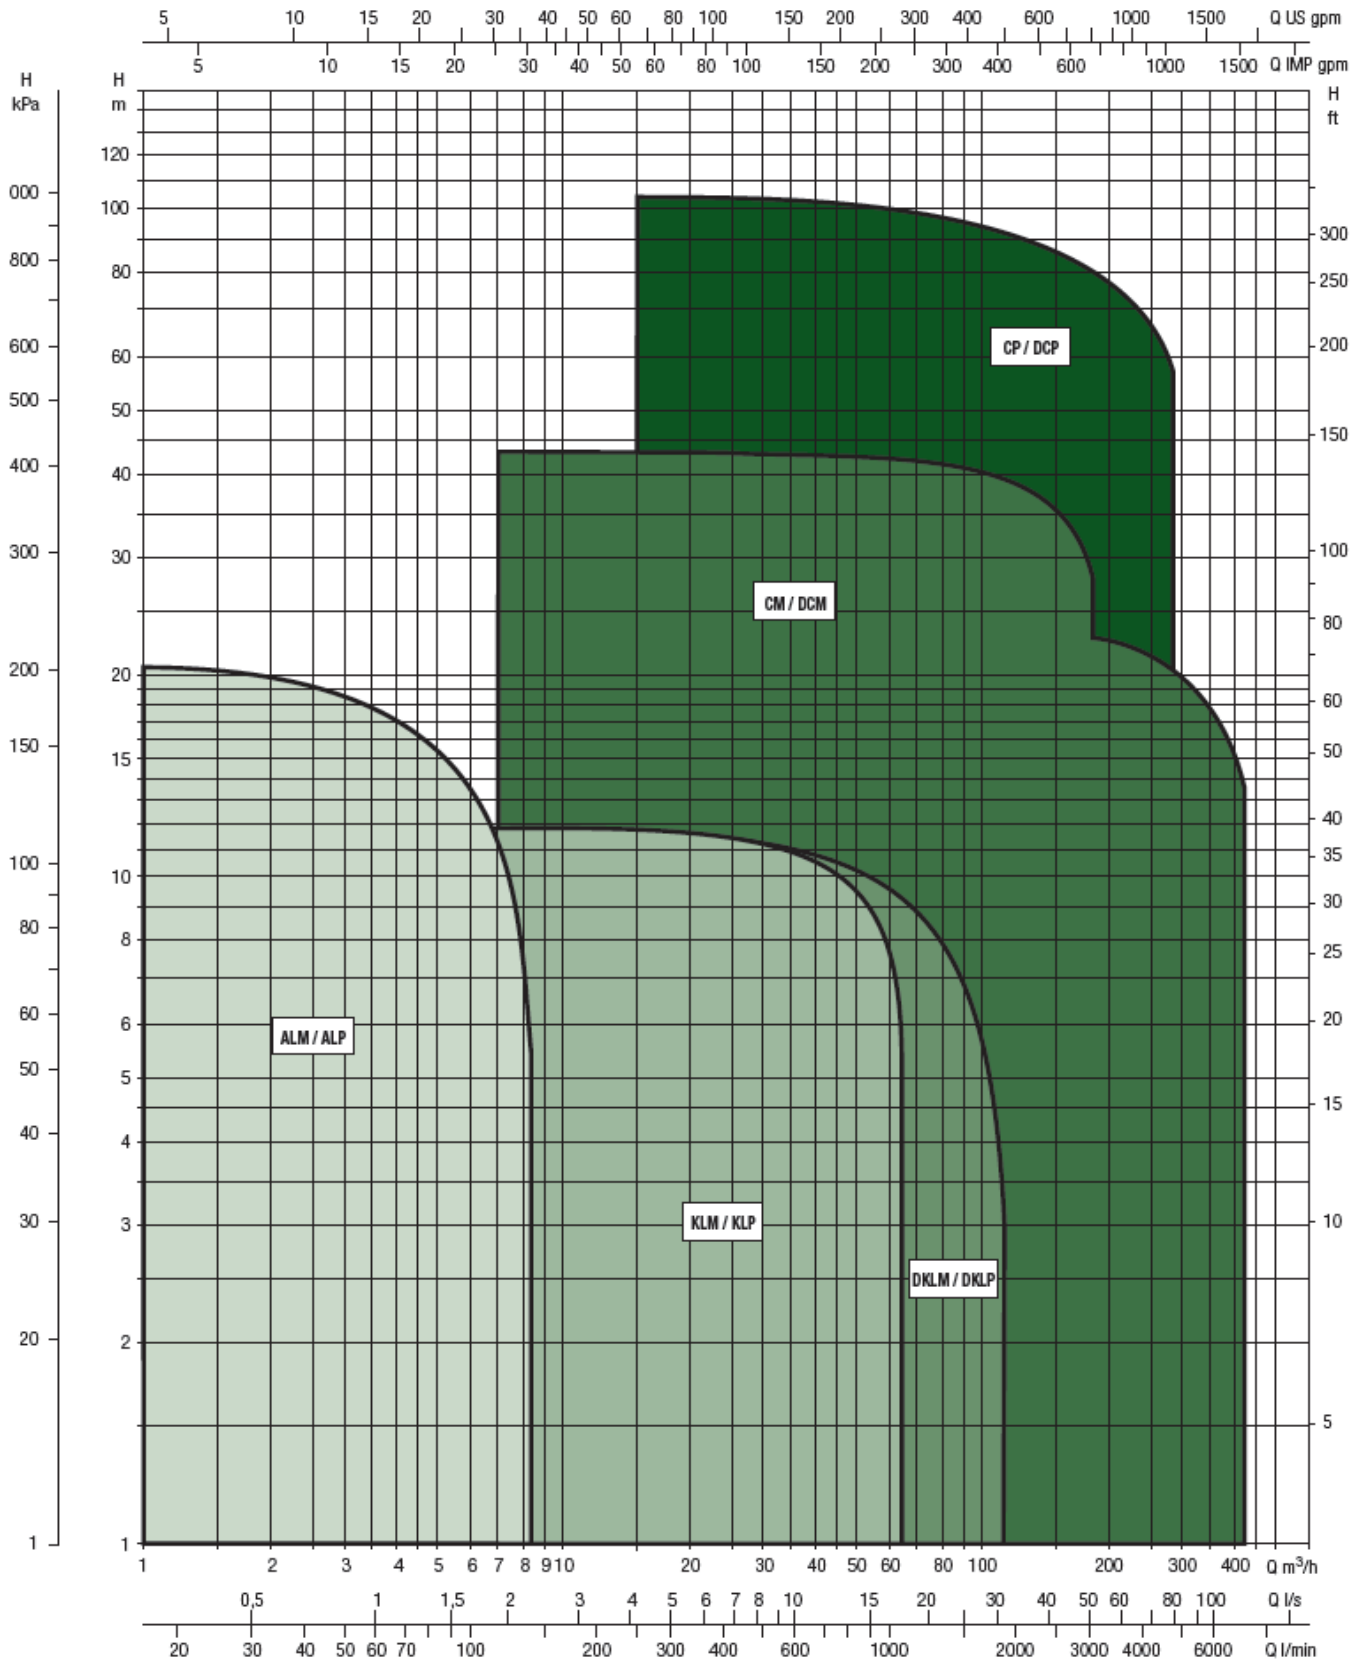 5 10 15 20 30 40 50 60 80 100 150 200 300 400 600 1000 1500 Q US gpm
5 10 15 20 30 40 50 60 80 100 150 200 300 400 600 1000 1500 Q IMP gpm
H H H
kPa m ft
120
000 100
300
800 80 250
CP / DCP
600 60 200
500 50
150
400 40
300 30 100
CM / DCM
80
200 20
60
150 15 50
40
100 10 35
30
80 8
25
60 6 20
ALM / ALP
50 5
15
40 4
30 3 10
KLM / KLP
DKLM / DKLP
20 2
5
1 1
1 2 3 4 5 6 7 8 9 10 20 30 40 50 60 80 100 200 300 400 Q m³/h
0,5 1 1,5 2 3 4 5 6 7 8 10 15 20 30 40 50 60 80 100 Q l/s
20 30 40 50 60 70 100 200 300 400 600 1000 2000 3000 4000 6000 Q l/min